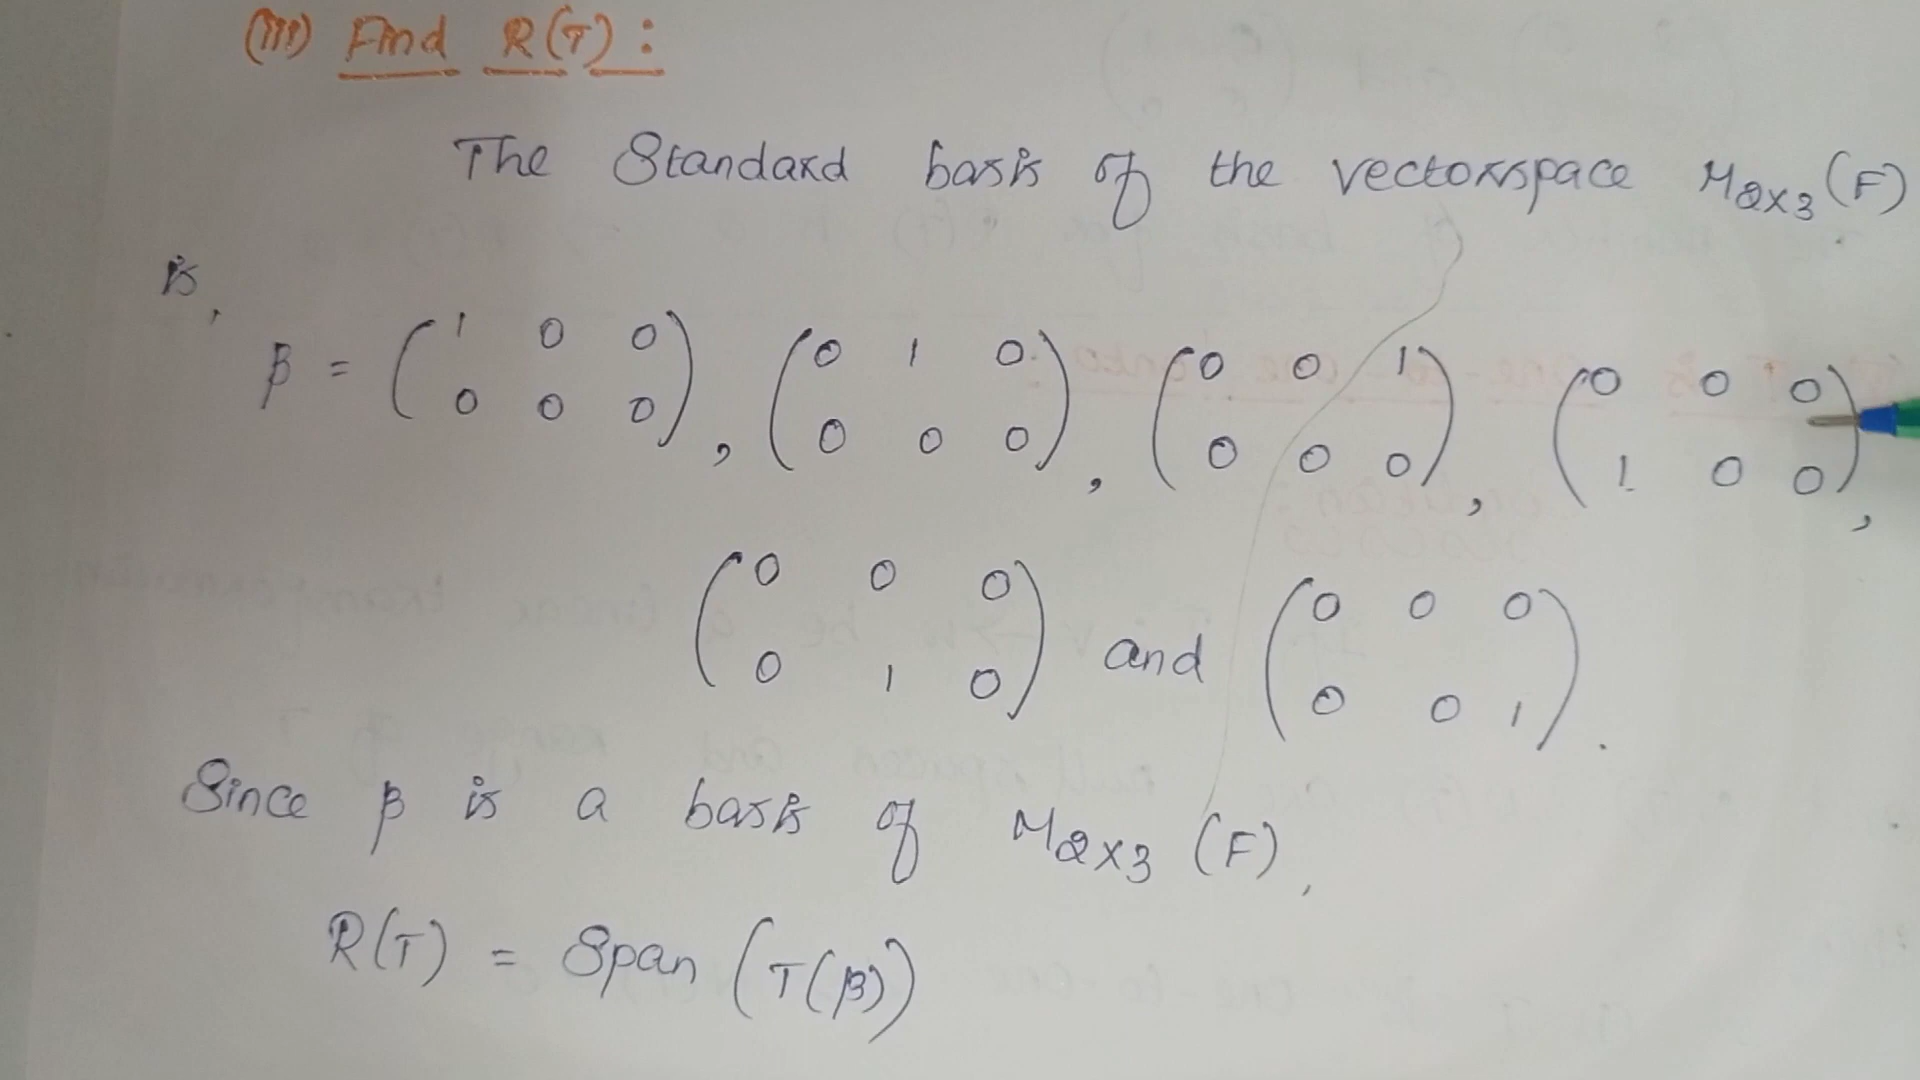 (iii) Find R(T) :
The Standard basis of the vectorspace M2x3 (F)
is,
β = (1 0 0
0 0 0), (0 1 0
0 0 0), (0 0 1
0 0 0), (0 0 0
1 0 0),
(0 0 0
0 1 0) and (0 0 0
0 0 1).
Since β is a basis of M2x3 (F),
R(T) = Span (T(β))